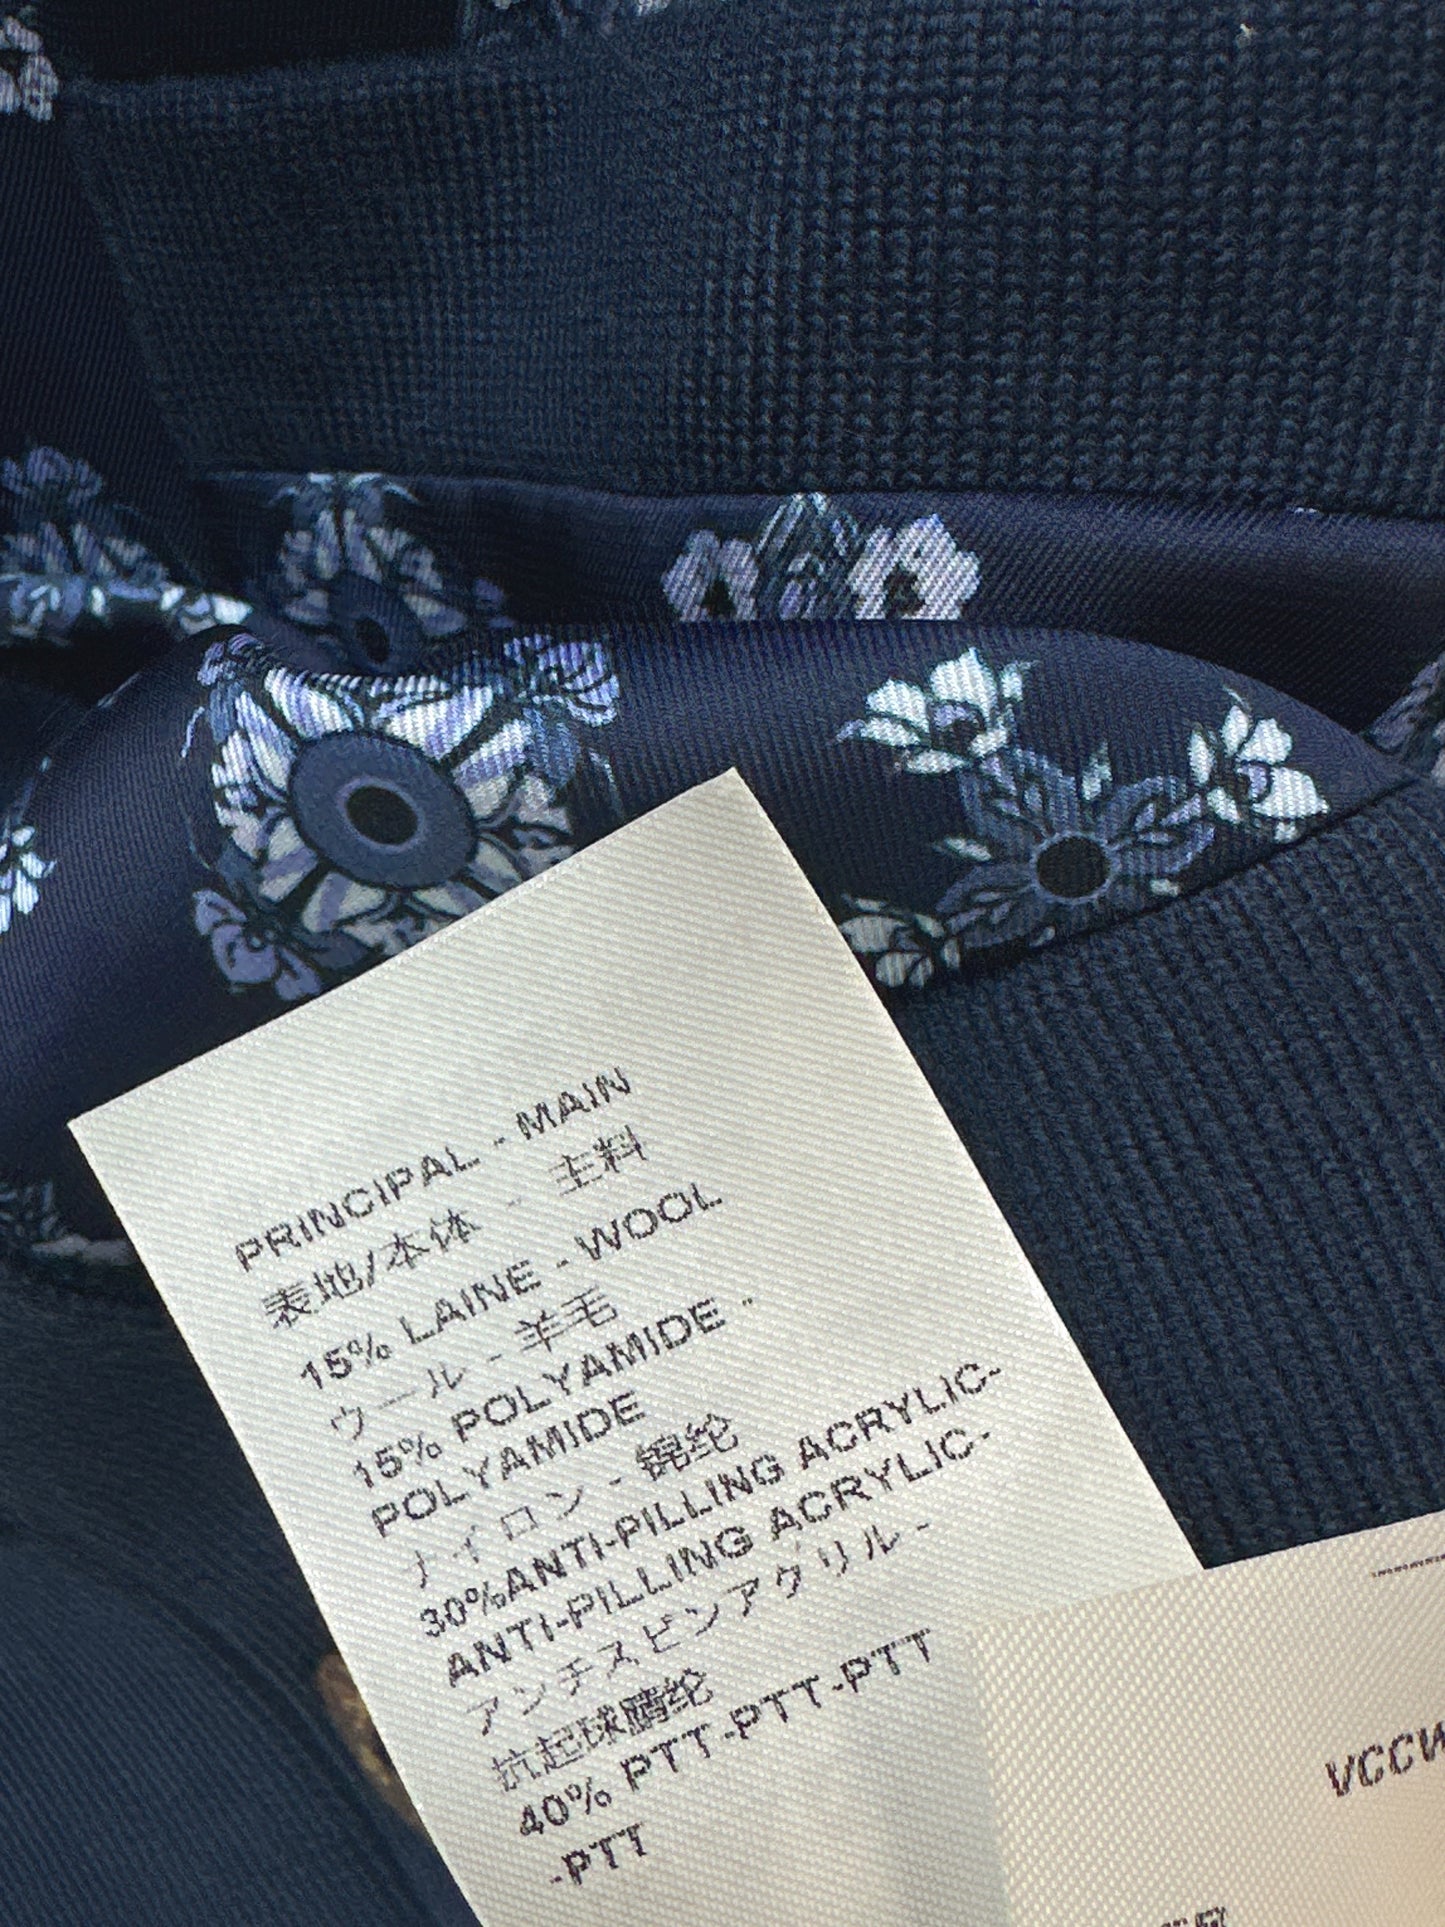 PRINCIPAL - MAIN
表地/本体 - 主料
15% LAINE - WOOL
ウール - 羊毛
15% POLYAMIDE -
POLYAMIDE
ナイロン - 锦纶
30%ANTI-PILLING ACRYLIC-
ANTI-PILLING ACRYLIC-
アンチスピンアクリル -
抗起球腈纶
40% PTT-PTT-PTT
-PTT